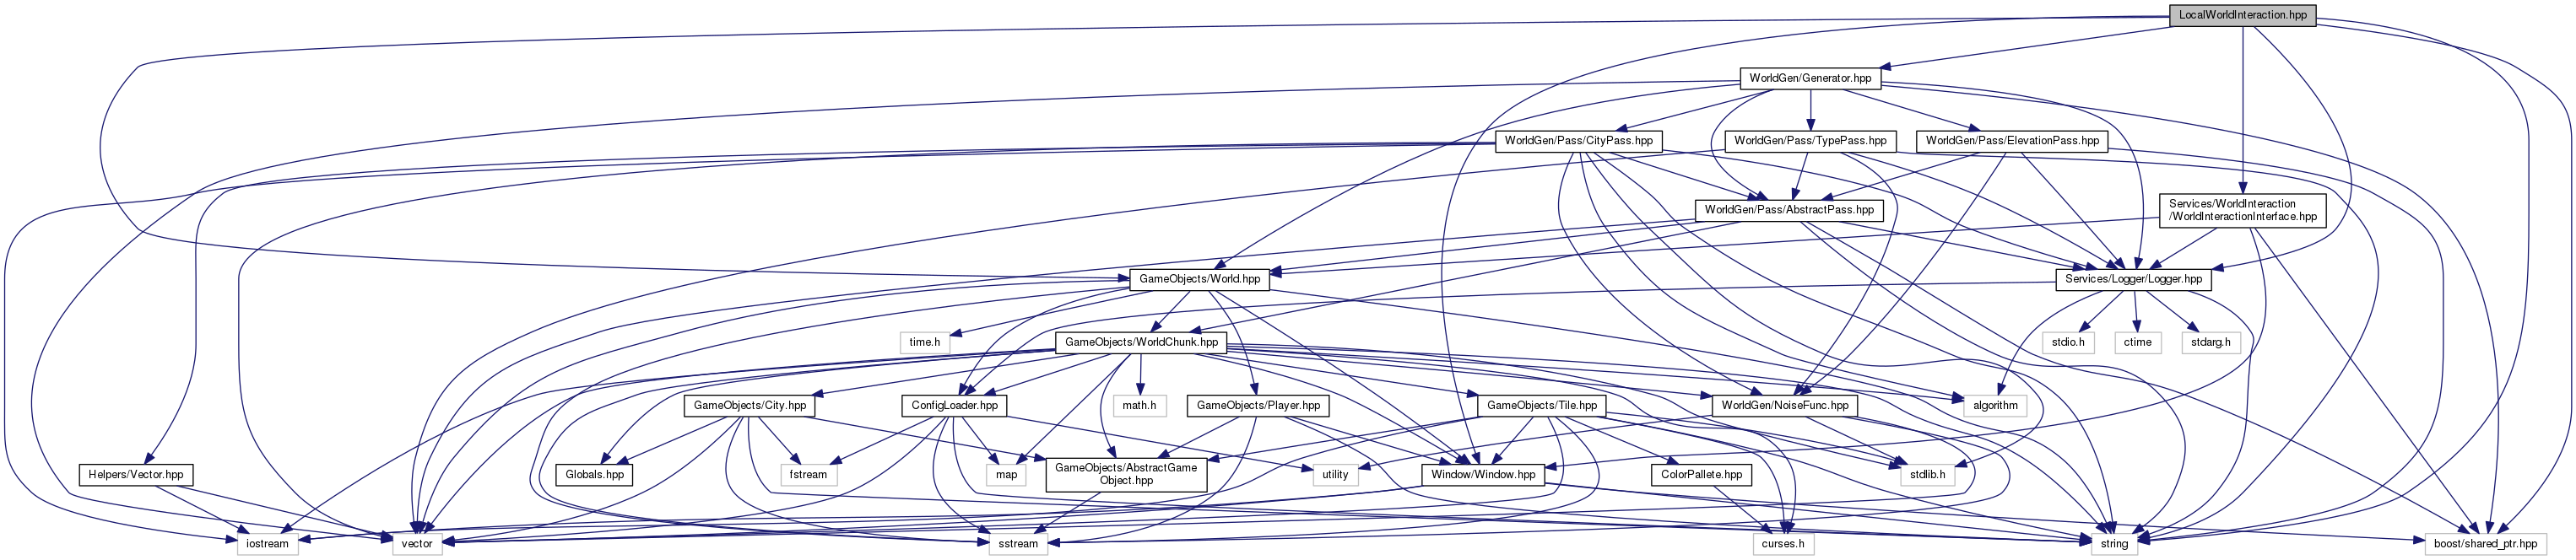 LocalWorldInteraction.hpp
WorldGen/Generator.hpp
WorldGen/Pass/CityPass.hpp
WorldGen/Pass/TypePass.hpp
WorldGen/Pass/ElevationPass.hpp
WorldGen/Pass/AbstractPass.hpp
Services/WorldInteraction
/WorldInteractionInterface.hpp
GameObjects/World.hpp
Services/Logger/Logger.hpp
time.h
GameObjects/WorldChunk.hpp
stdio.h
ctime
stdarg.h
GameObjects/City.hpp
ConfigLoader.hpp
math.h
GameObjects/Player.hpp
GameObjects/Tile.hpp
WorldGen/NoiseFunc.hpp
algorithm
Helpers/Vector.hpp
Globals.hpp
fstream
map
GameObjects/AbstractGame
Object.hpp
utility
Window/Window.hpp
ColorPallete.hpp
stdlib.h
iostream
vector
sstream
curses.h
string
boost/shared_ptr.hpp